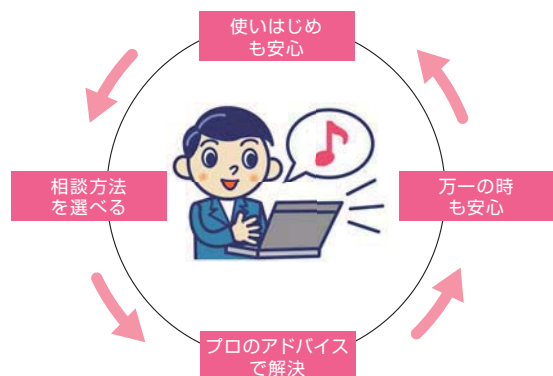 使いはじめ
も安心
相談方法
を選べる
万一の時
も安心
プロのアドバイス
で解決